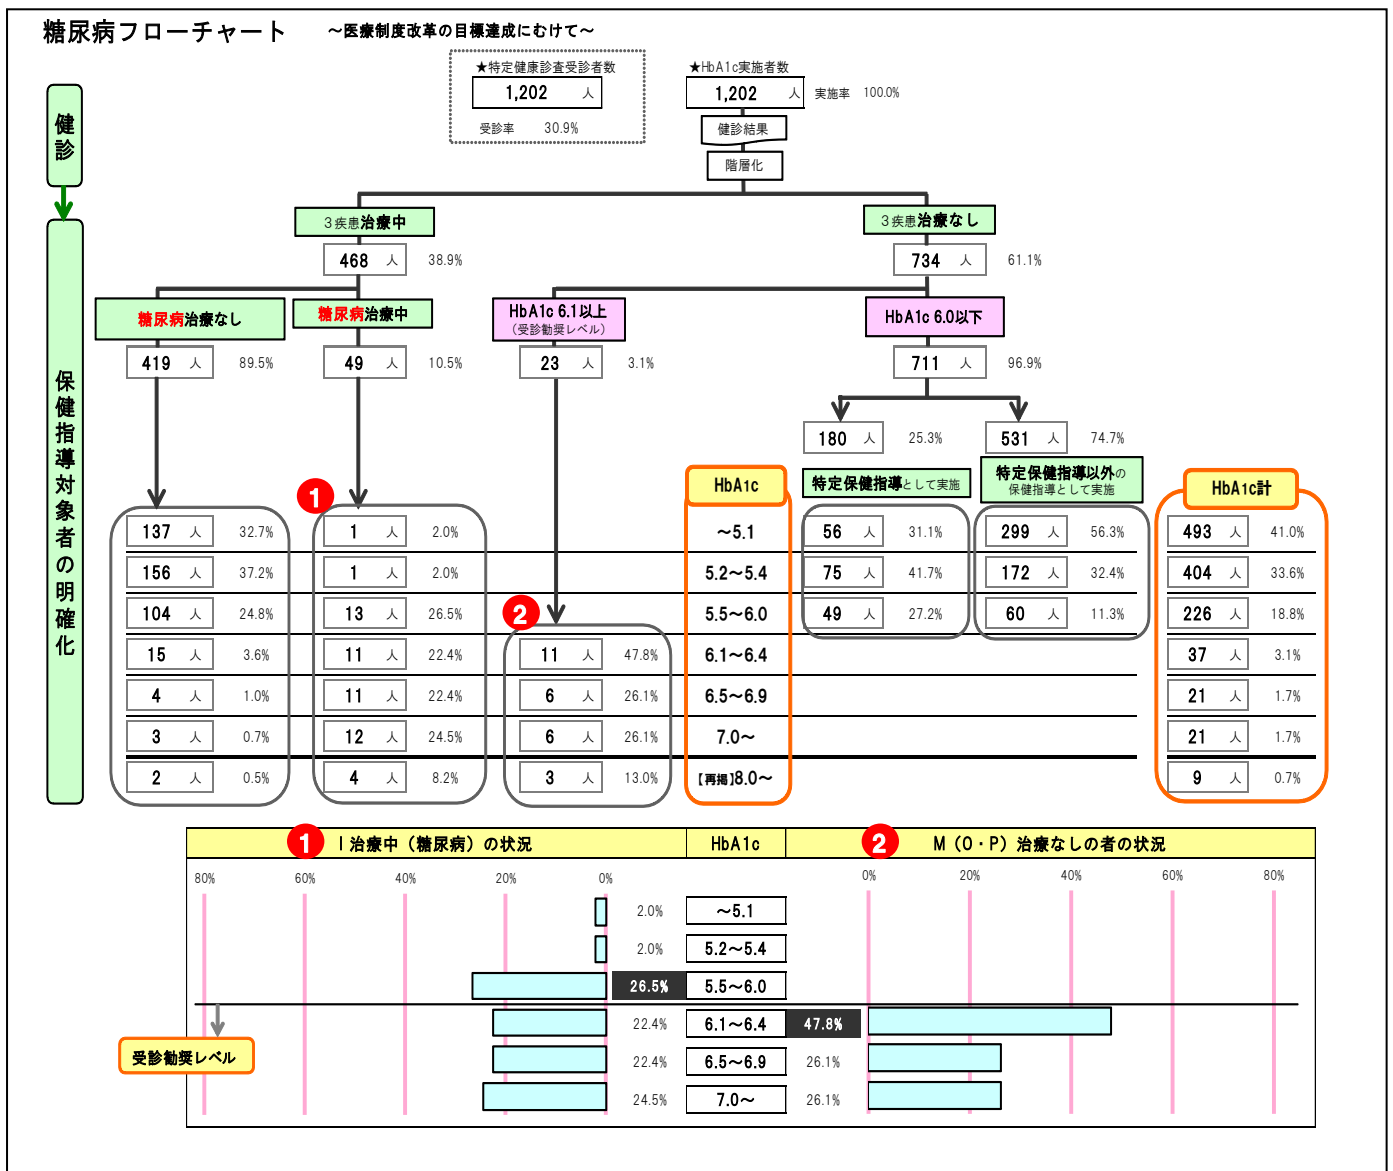 糖尿病フローチャート　～医療制度改革の目標達成にむけて～
★特定健康診査受診者数　★HbA1c実施者数
1,202 人　1,202 人　実施率 100.0%
受診率 30.9%　健診結果
階層化
健診
保健指導対象者の明確化
3疾患治療中　3疾患治療なし
468 人 38.9%　734 人 61.1%
糖尿病治療なし　糖尿病治療中　HbA1c 6.1以上　HbA1c 6.0以下
（受診勧奨レベル）
419 人 89.5%　49 人 10.5%　23 人 3.1%　711 人 96.9%
180 人 25.3%　531 人 74.7%
1　HbA1c　特定保健指導として実施　特定保健指導以外の　HbA1c計
保健指導として実施
137 人 32.7%　1 人 2.0%　～5.1　56 人 31.1%　299 人 56.3%　493 人 41.0%
156 人 37.2%　1 人 2.0%　5.2～5.4　75 人 41.7%　172 人 32.4%　404 人 33.6%
104 人 24.8%　13 人 26.5%　2　5.5～6.0　49 人 27.2%　60 人 11.3%　226 人 18.8%
15 人 3.6%　11 人 22.4%　11 人 47.8%　6.1～6.4　37 人 3.1%
4 人 1.0%　11 人 22.4%　6 人 26.1%　6.5～6.9　21 人 1.7%
3 人 0.7%　12 人 24.5%　6 人 26.1%　7.0～　21 人 1.7%
2 人 0.5%　4 人 8.2%　3 人 13.0%　【再掲】8.0～　9 人 0.7%
1　I 治療中（糖尿病）の状況　HbA1c　2　M（O・P）治療なしの者の状況
80%　60%　40%　20%　0%　0%　20%　40%　60%　80%
2.0%　～5.1
2.0%　5.2～5.4
26.5%　5.5～6.0
22.4%　6.1～6.4　47.8%
受診勧奨レベル　22.4%　6.5～6.9　26.1%
24.5%　7.0～　26.1%